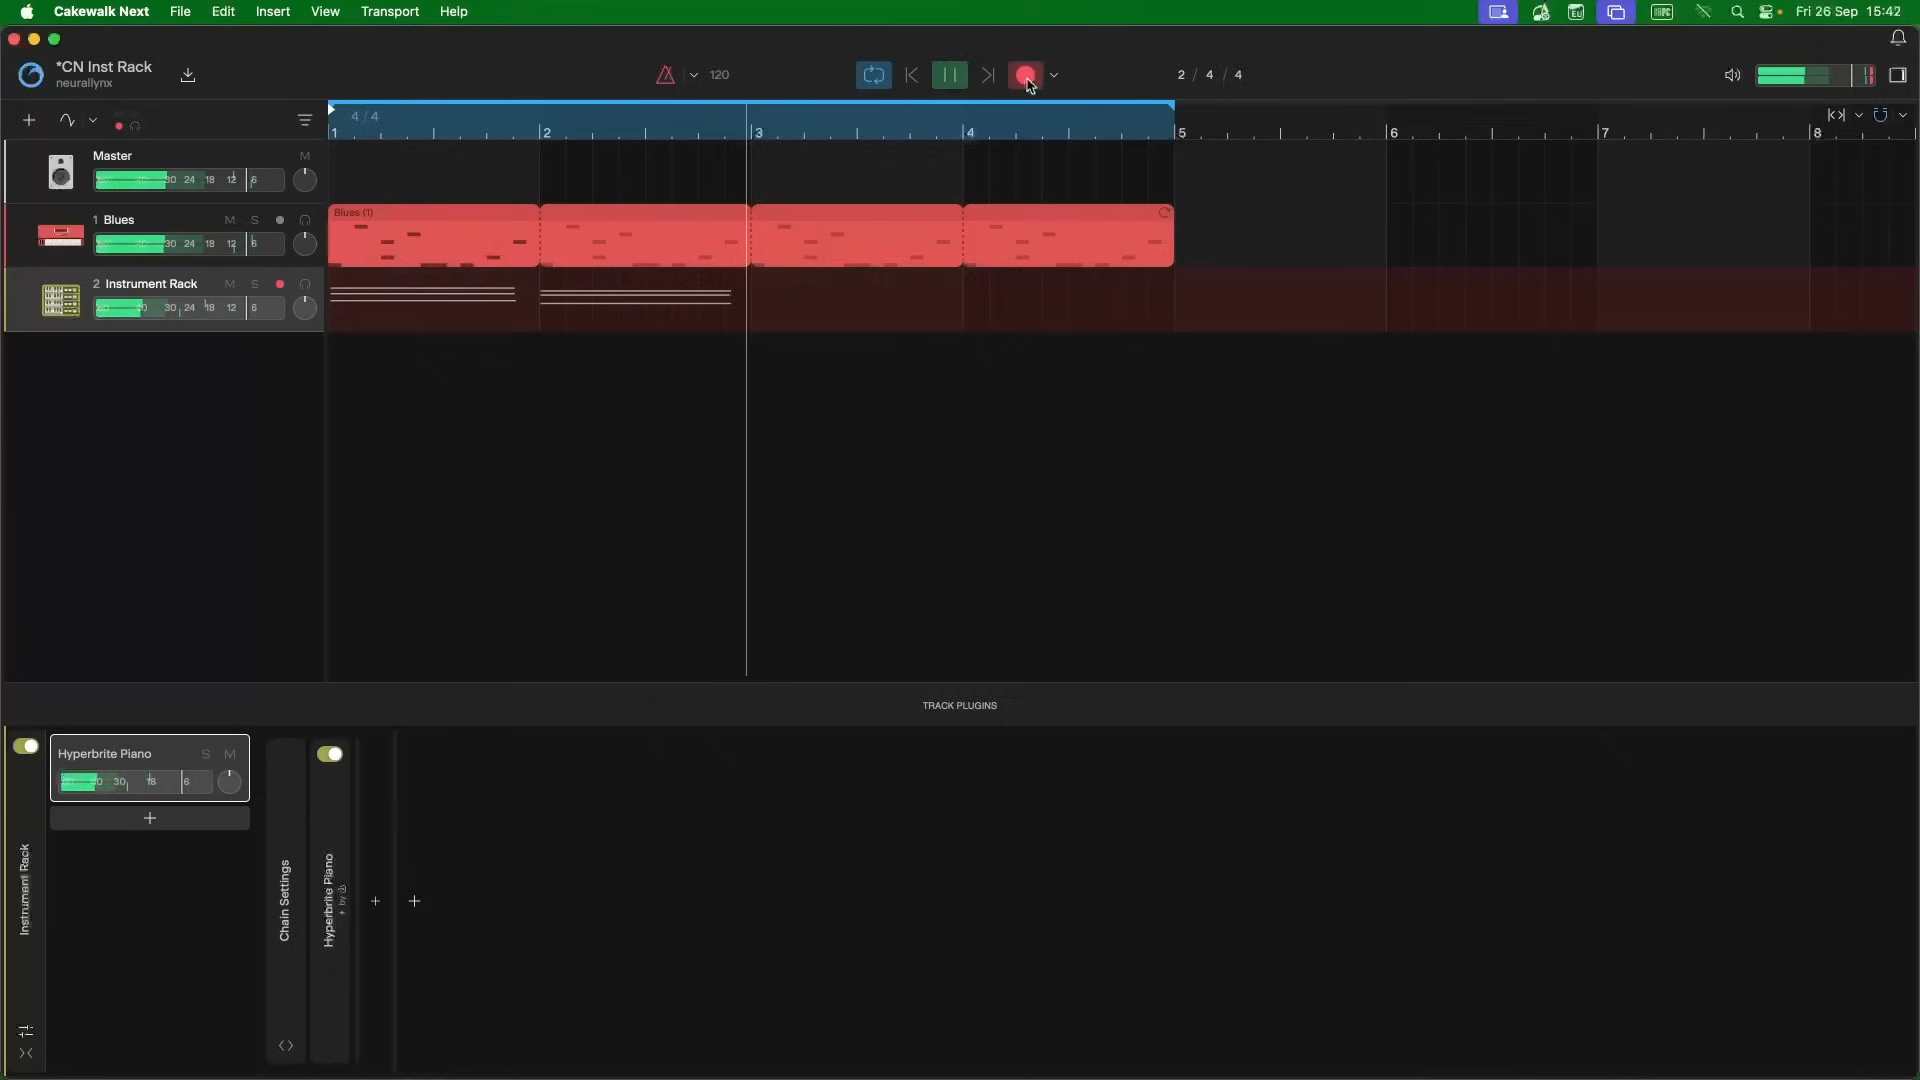 Cakewalk Next File Edit Insert View Transport Help Fri 26 Sep 15:42
*CN Inst Rack
neurallynx
120
2 / 4 / 4
4 / 4
1 2 3 4 5 6 7 8
Master M
30 24 18 12 6
1 Blues M S
30 24 18 12 6
Blues (1)
2 Instrument Rack M S
30 24 18 12 6
TRACK PLUGINS
Hyperbrite Piano S M
30 18 6
Instrument Rack
Chain Settings
Hyperbrite Piano
by